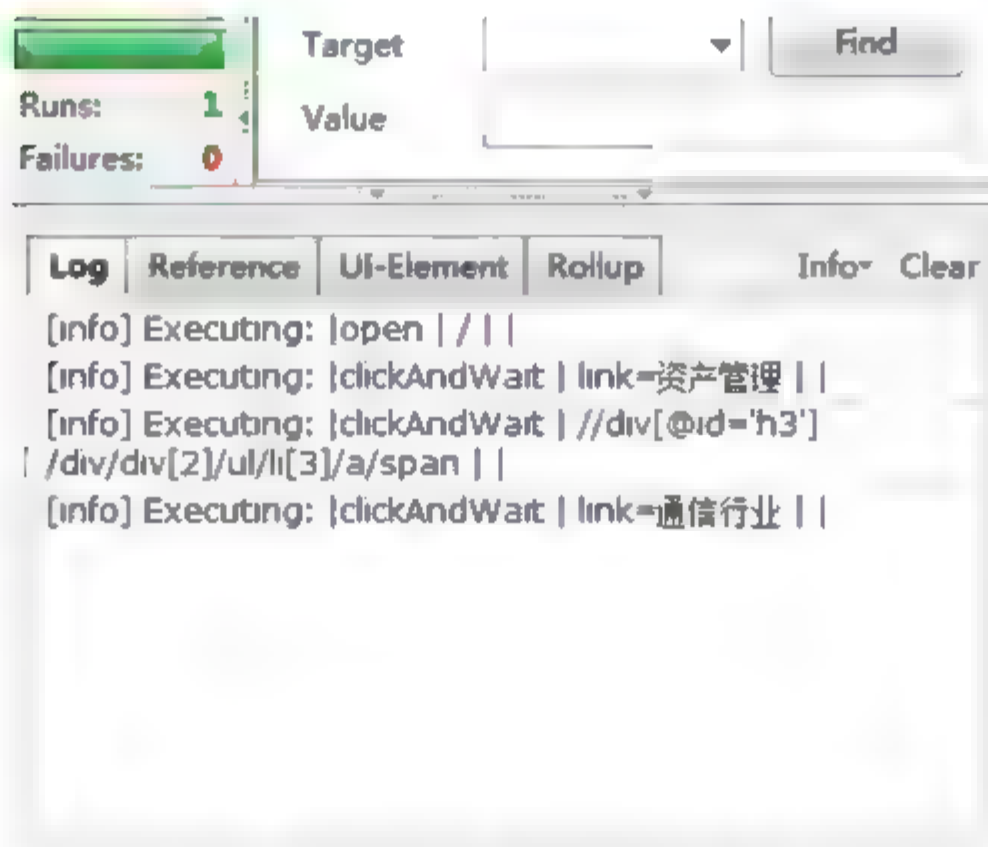 Target
Find
Runs: 1
Value
Failures: 0
Log Reference UI-Element Rollup Info Clear
[info] Executing: |open | / | |
[info] Executing: |clickAndWait | link=资产管理 | |
[info] Executing: |clickAndWait | //div[@id='h3']
/div/div[2]/ul/li[3]/a/span | |
[info] Executing: |clickAndWait | link=通信行业 | |